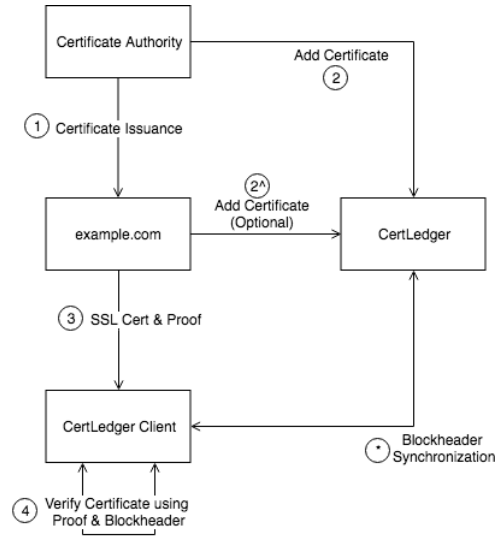 Certificate Authority
Add Certificate
2
1 Certificate Issuance
2^
Add Certificate
(Optional)
example.com
CertLedger
3 SSL Cert & Proof
CertLedger Client
* Blockheader
Synchronization
4 Verify Certificate using
Proof & Blockheader